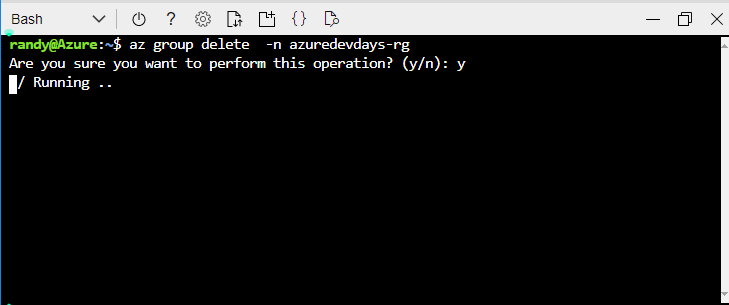 Bash
?
{}
randy@Azure:~$ az group delete  -n azuredevdays-rg
Are you sure you want to perform this operation? (y/n): y
/ Running ..